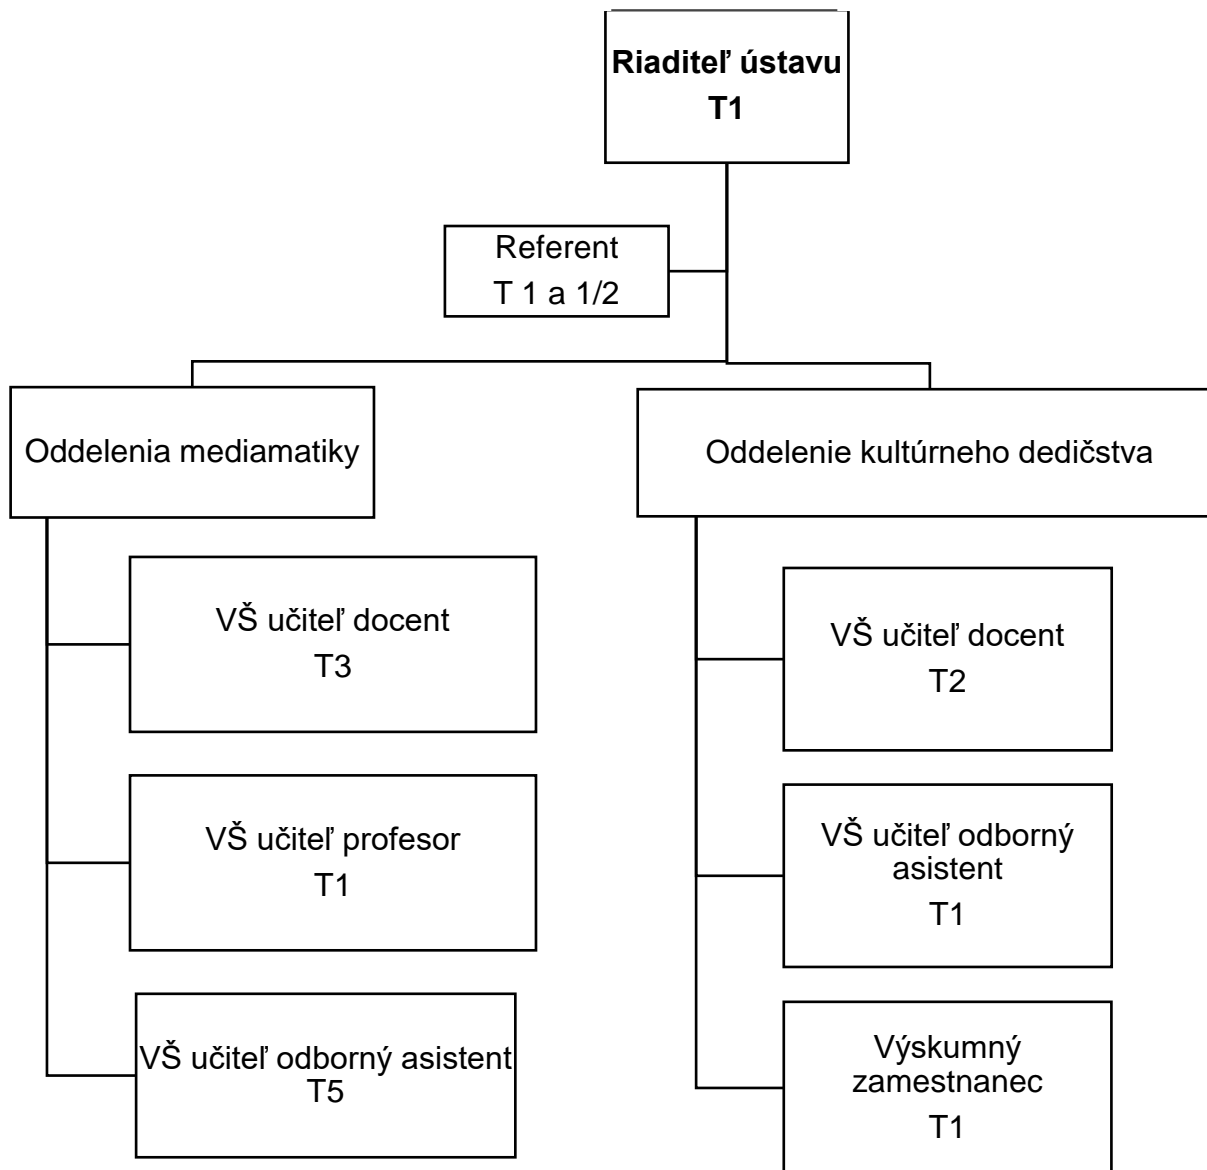 Riaditeľ ústavu
T1
Referent
T 1 a 1/2
Oddelenia mediamatiky
Oddelenie kultúrneho dedičstva
VŠ učiteľ docent
T3
VŠ učiteľ profesor
T1
VŠ učiteľ odborný asistent
T5
VŠ učiteľ docent
T2
VŠ učiteľ odborný
asistent
T1
Výskumný
zamestnanec
T1